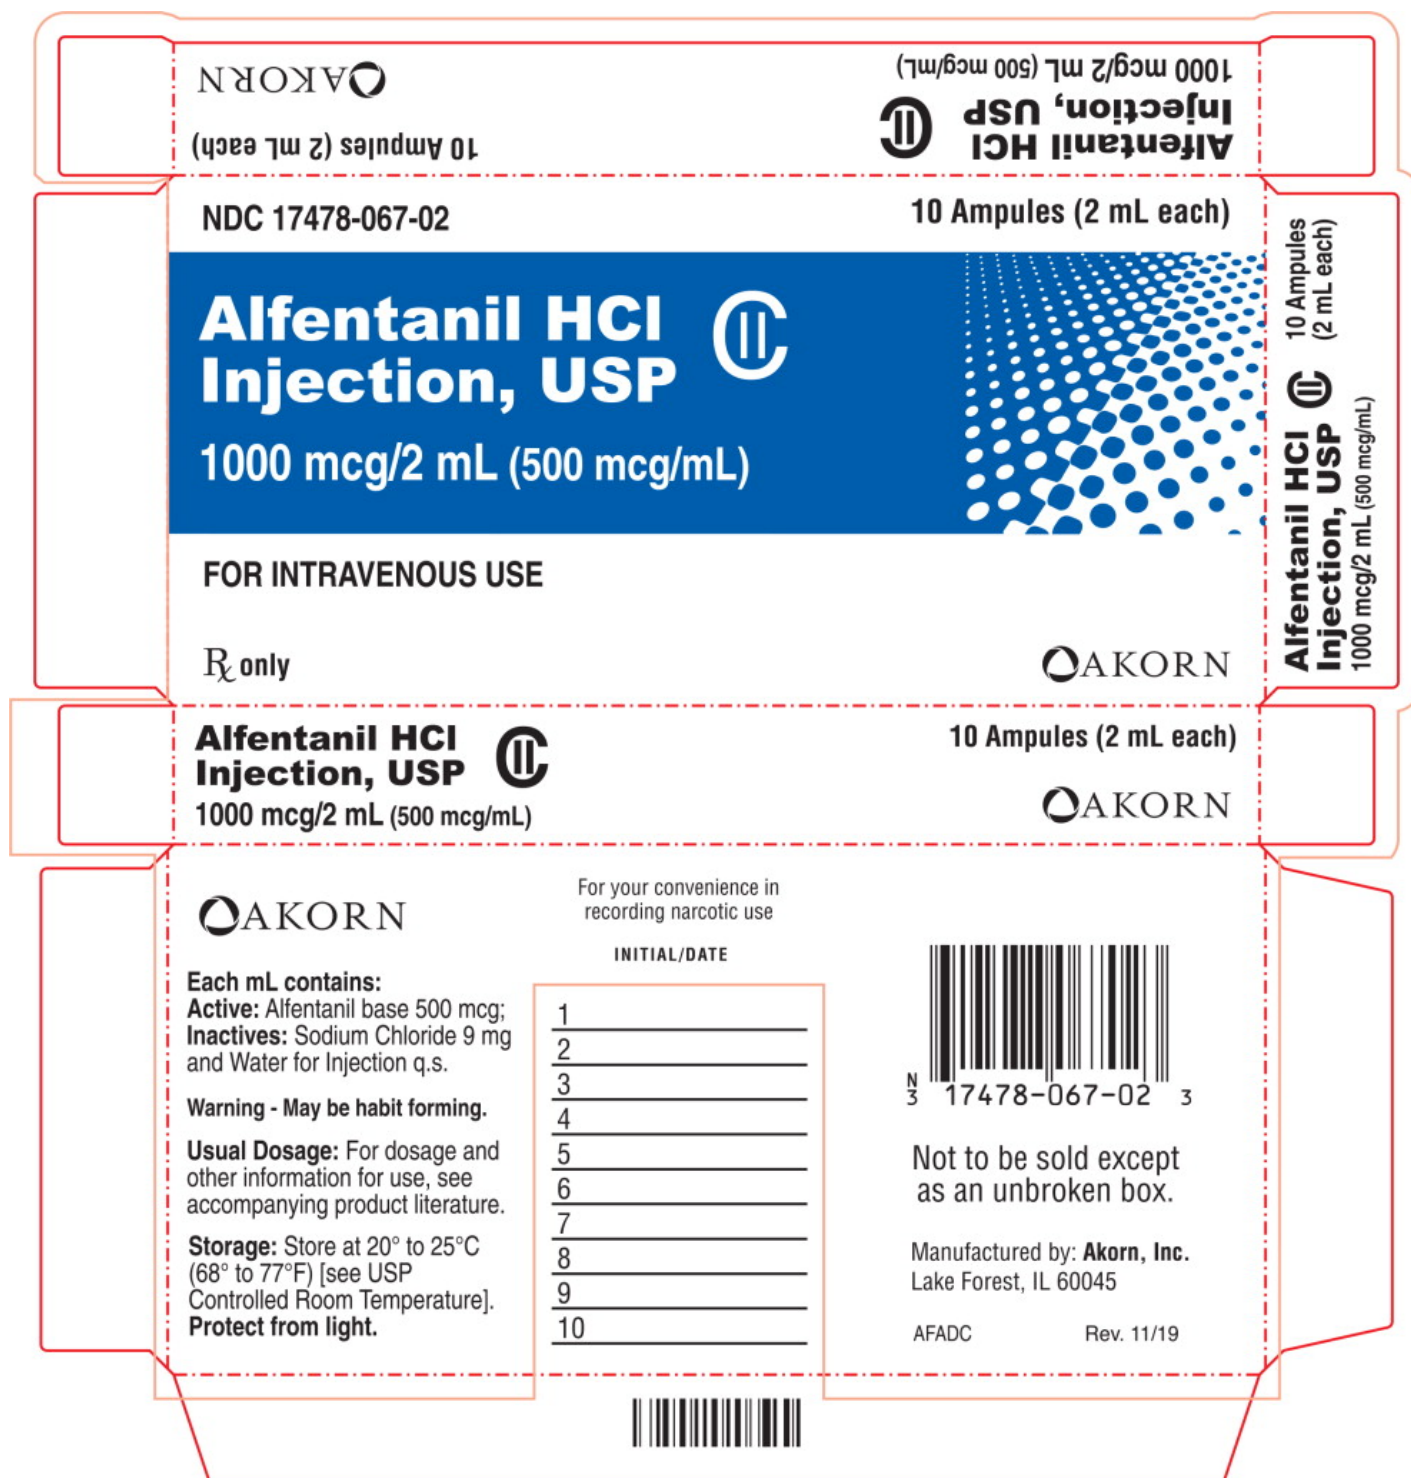 AKORN
10 Ampules (2 mL each)
Alfentanil HCl
Injection, USP
CII
1000 mcg/2 mL (500 mcg/mL)
NDC 17478-067-02
10 Ampules (2 mL each)
Alfentanil HCl
Injection, USP
CII
1000 mcg/2 mL (500 mcg/mL)
FOR INTRAVENOUS USE
Rx only
AKORN
10 Ampules
(2 mL each)
Alfentanil HCl
Injection, USP
CII
1000 mcg/2 mL (500 mcg/mL)
Alfentanil HCl
Injection, USP
CII
1000 mcg/2 mL (500 mcg/mL)
10 Ampules (2 mL each)
AKORN
AKORN
Each mL contains:
Active: Alfentanil base 500 mcg;
Inactives: Sodium Chloride 9 mg
and Water for Injection q.s.
Warning - May be habit forming.
Usual Dosage: For dosage and
other information for use, see
accompanying product literature.
Storage: Store at 20° to 25°C
(68° to 77°F) [see USP
Controlled Room Temperature].
Protect from light.
For your convenience in
recording narcotic use
INITIAL/DATE
1
2
3
4
5
6
7
8
9
10
N
3 17478-067-02 3
Not to be sold except
as an unbroken box.
Manufactured by: Akorn, Inc.
Lake Forest, IL 60045
AFADC Rev. 11/19